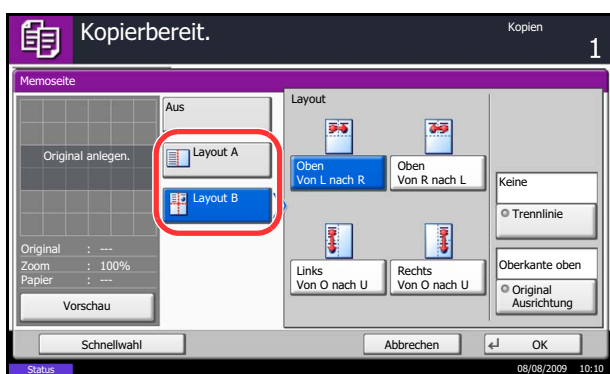 Kopierbereit.
Kopien
1
Memoseite
Original anlegen.
Original : ---
Zoom : 100%
Papier : ---
Vorschau
Aus
Layout A
Layout B
Layout
Oben
Von L nach R
Oben
Von R nach L
Links
Von O nach U
Rechts
Von O nach U
Keine
Trennlinie
Oberkante oben
Original
Ausrichtung
Schnellwahl
Abbrechen
OK
Status
08/08/2009 10:10